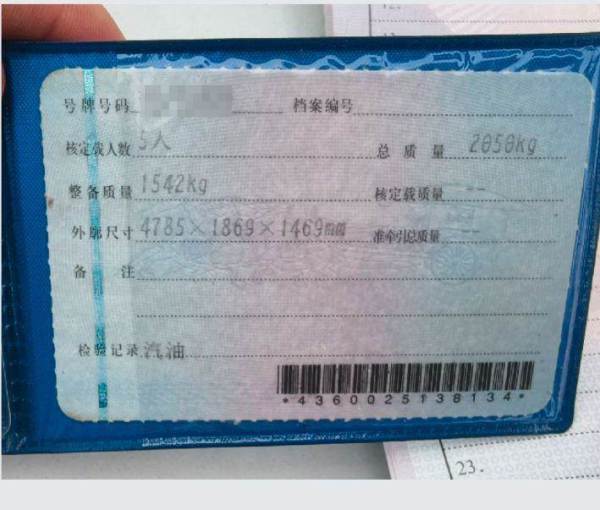 12.
号牌号码 档案编号
核定载人数 5人 总质量 2050kg
整备质量 1542kg 核定载质量 --
外廓尺寸 4785×1869×1469mm 准牵引总质量 --
备注
检验记录 汽油
*4360025138134*
23.